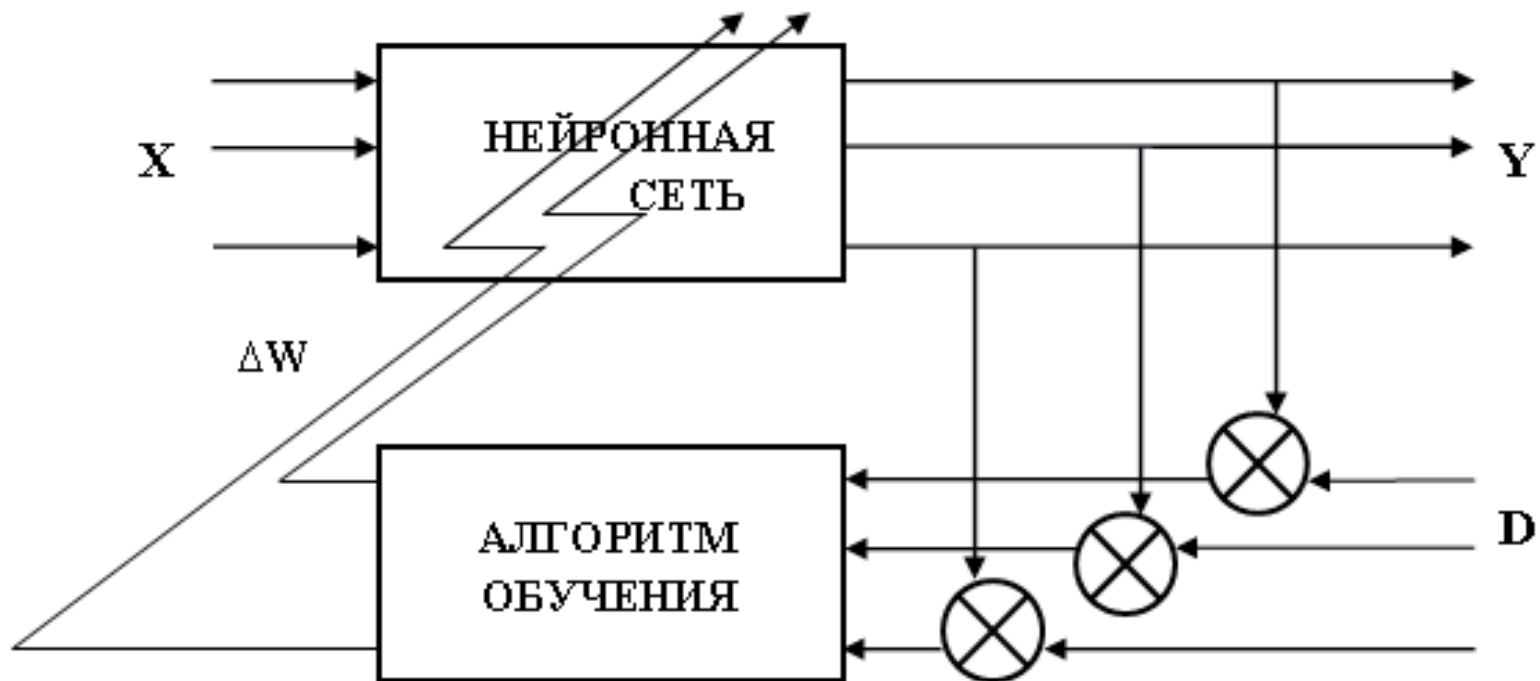 X
НЕЙРОННАЯ
СЕТЬ
Y
ΔW
АЛГОРИТМ
ОБУЧЕНИЯ
D